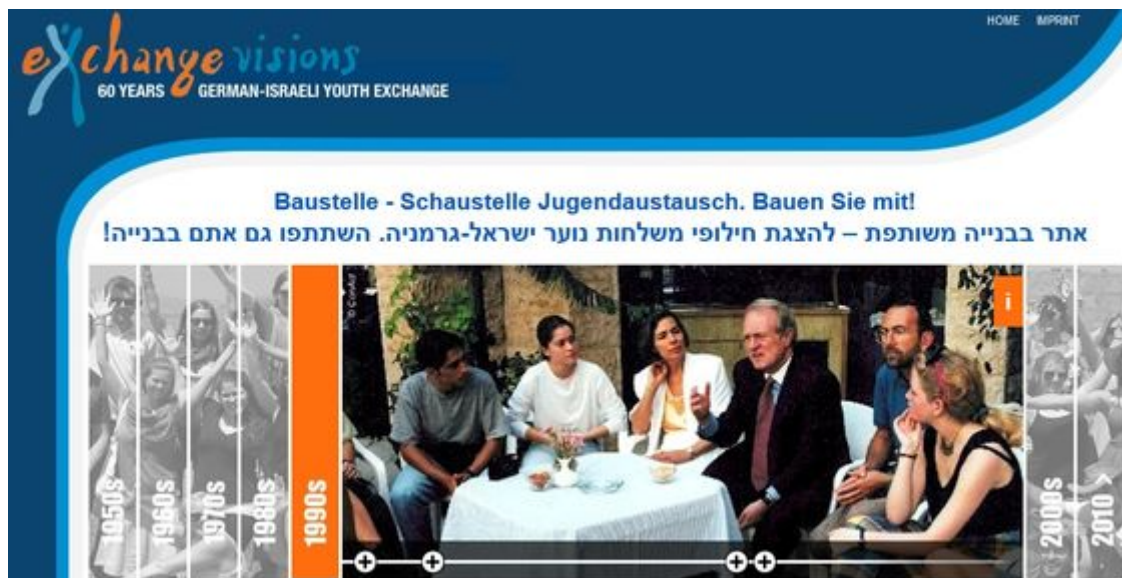 HOME IMPRINT
eXchange visions
60 YEARS GERMAN-ISRAELI YOUTH EXCHANGE
Baustelle - Schaustelle Jugendaustausch. Bauen Sie mit!
אתר בבנייה משותפת – להצגת חילופי משלחות נוער ישראל-גרמניה. השתתפו גם אתם בבנייה!
© ConAct
i
1950s
1960s
1970s
1980s
1990s
2000s
2010 >